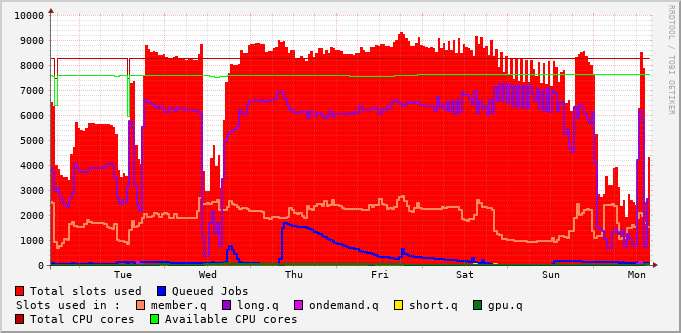 10000
9000
8000
7000
6000
5000
4000
3000
2000
1000
0
Tue Wed Thu Fri Sat Sun Mon
RRDTOOL / TOBI OETIKER
Total slots used Queued Jobs
Slots used in : member.q long.q ondemand.q short.q gpu.q
Total CPU cores Available CPU cores